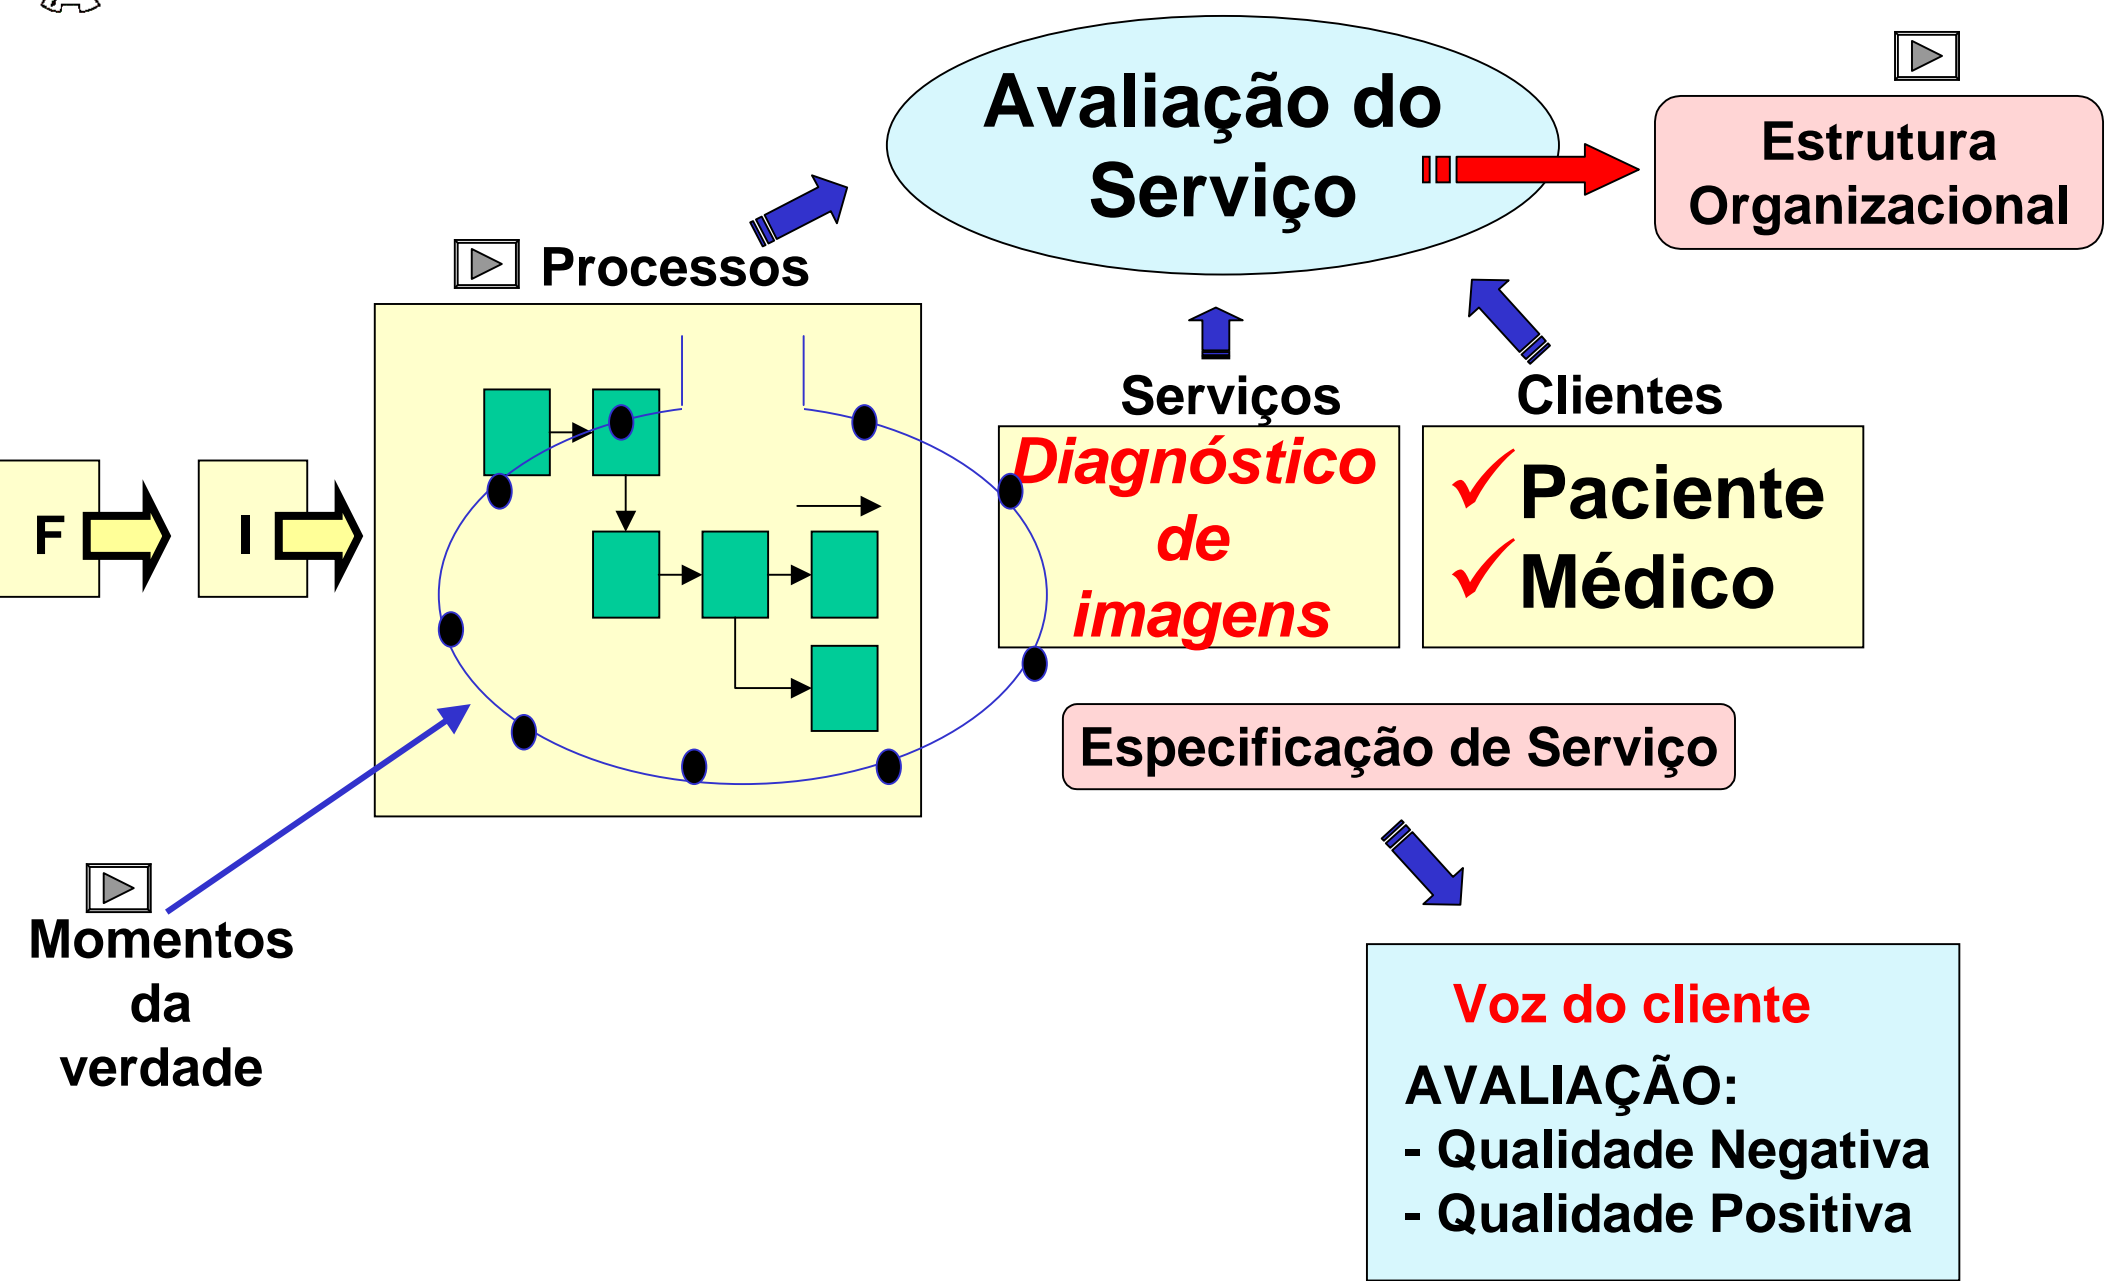 Avaliação do
Serviço
Estrutura
Organizacional
Processos
Serviços
Clientes
F
I
Diagnóstico
de
imagens
Paciente
Médico
Especificação de Serviço
Momentos
da
verdade
Voz do cliente
AVALIAÇÃO:
- Qualidade Negativa
- Qualidade Positiva